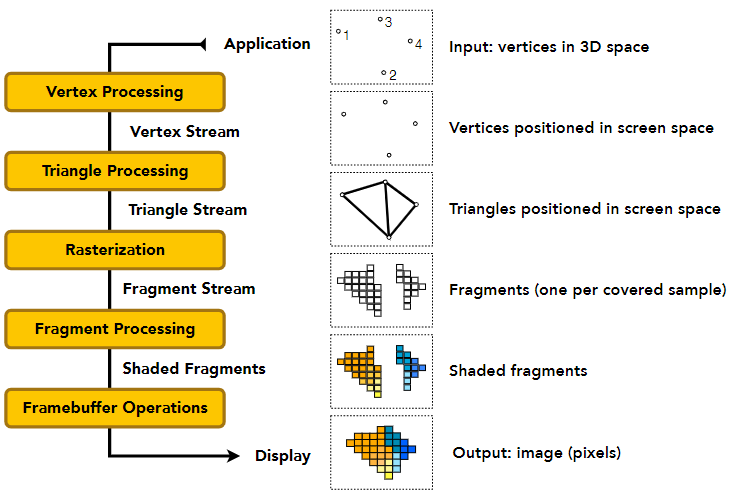 Application
3
1
4
2
Input: vertices in 3D space
Vertex Processing
Vertex Stream
Vertices positioned in screen space
Triangle Processing
Triangle Stream
Triangles positioned in screen space
Rasterization
Fragment Stream
Fragments (one per covered sample)
Fragment Processing
Shaded Fragments
Shaded fragments
Framebuffer Operations
Display
Output: image (pixels)